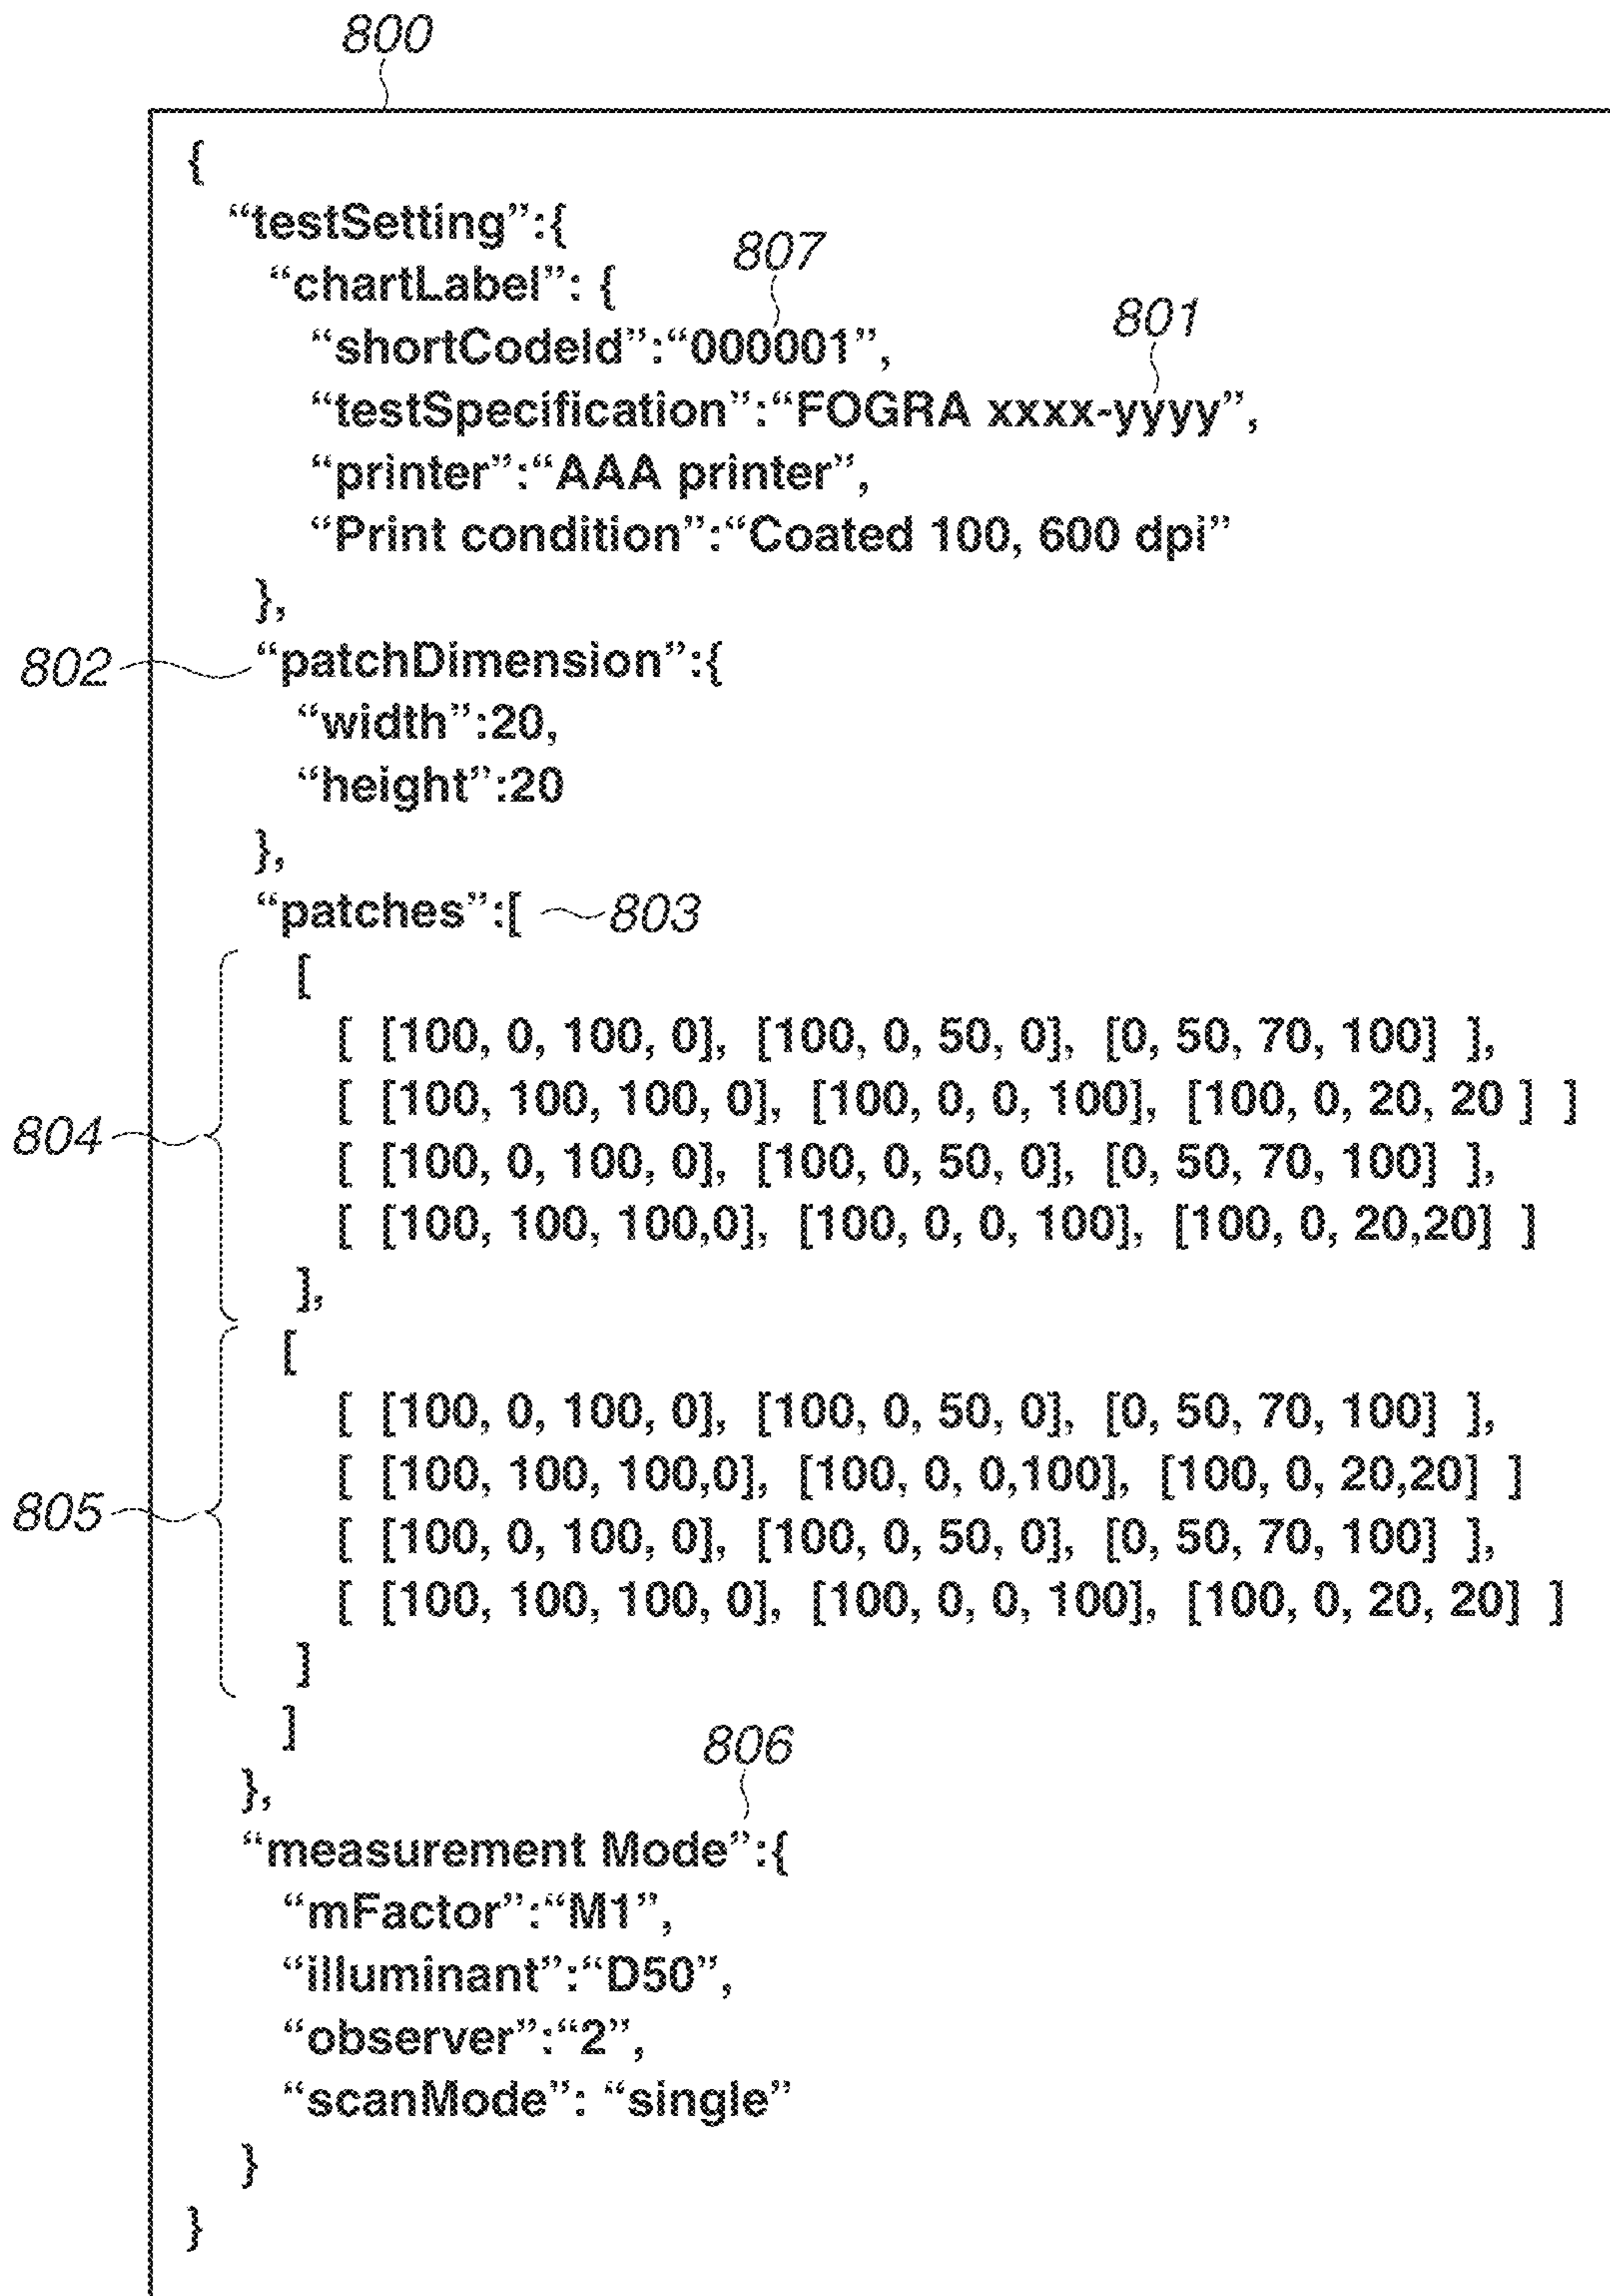 800
{
“testSetting”:{
807
“chartLabel”: {
801
“shortCodeId”:“000001”,
“testSpecification”:“FOGRA xxxx-yyyy”,
“printer”:“AAA printer”,
“Print condition”:“Coated 100, 600 dpi”
},
802 “patchDimension”:{
“width”:20,
“height”:20
},
“patches”:[ 803
[
[ [100, 0, 100, 0], [100, 0, 50, 0], [0, 50, 70, 100] ],
804 [ [100, 100, 100, 0], [100, 0, 0, 100], [100, 0, 20, 20 ] ]
[ [100, 0, 100, 0], [100, 0, 50, 0], [0, 50, 70, 100] ],
[ [100, 100, 100,0], [100, 0, 0, 100], [100, 0, 20,20] ]
],
[
[ [100, 0, 100, 0], [100, 0, 50, 0], [0, 50, 70, 100] ],
805 [ [100, 100, 100,0], [100, 0, 0,100], [100, 0, 20,20] ]
[ [100, 0, 100, 0], [100, 0, 50, 0], [0, 50, 70, 100] ],
[ [100, 100, 100, 0], [100, 0, 0, 100], [100, 0, 20, 20] ]
]
]
806
},
“measurement Mode”:{
“mFactor”:“M1”,
“illuminant”:“D50”,
“observer”:“2”,
“scanMode”: “single”
}
}